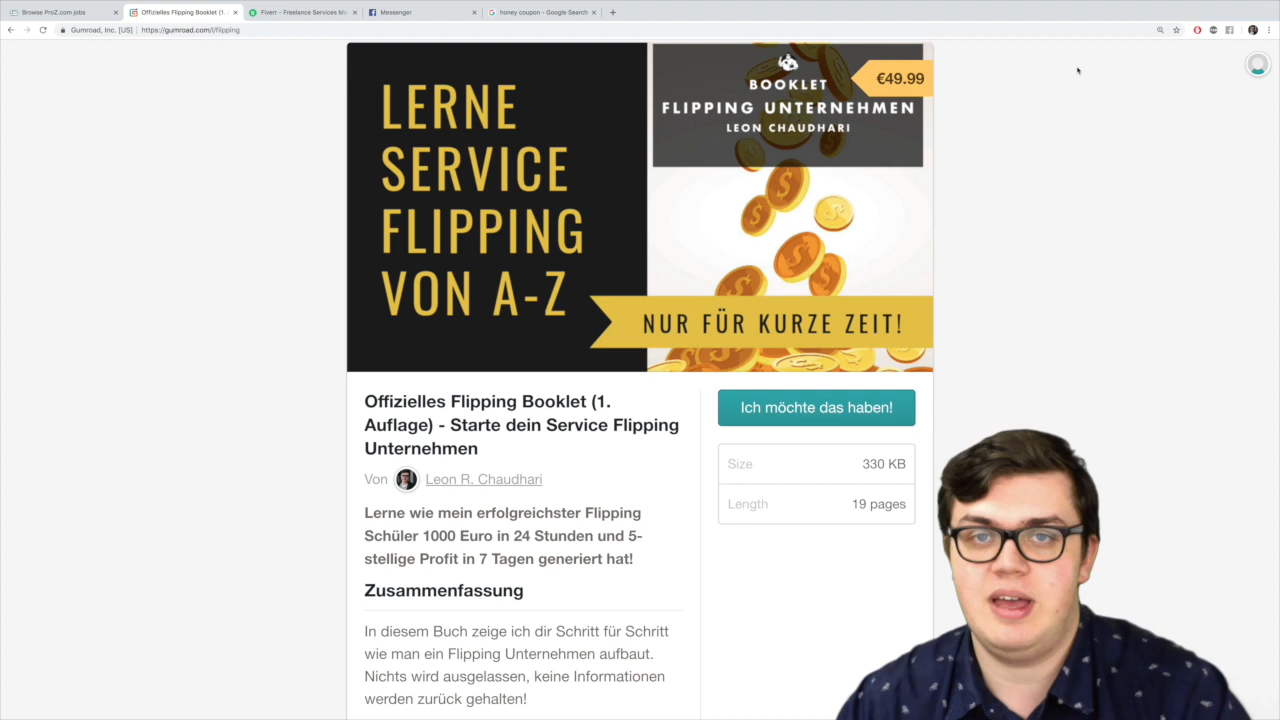 Browse ProZ.com jobs
Offizielles Flipping Booklet (1. 
Fiverr - Freelance Services Ma
Messenger
honey coupon - Google Search
Gumroad, Inc. [US]
https://gumroad.com/l/flipping
LERNE
SERVICE
FLIPPING
VON A-Z
€49.99
BOOKLET
FLIPPING UNTERNEHMEN
LEON CHAUDHARI
NUR FÜR KURZE ZEIT!
Offizielles Flipping Booklet (1.
Auflage) - Starte dein Service Flipping
Unternehmen
Von Leon R. Chaudhari
Lerne wie mein erfolgreichster Flipping
Schüler 1000 Euro in 24 Stunden und 5-
stellige Profit in 7 Tagen generiert hat!
Zusammenfassung
In diesem Buch zeige ich dir Schritt für Schritt
wie man ein Flipping Unternehmen aufbaut.
Nichts wird ausgelassen, keine Informationen
werden zurück gehalten!
Ich möchte das haben!
Size 330 KB
Length 19 pages